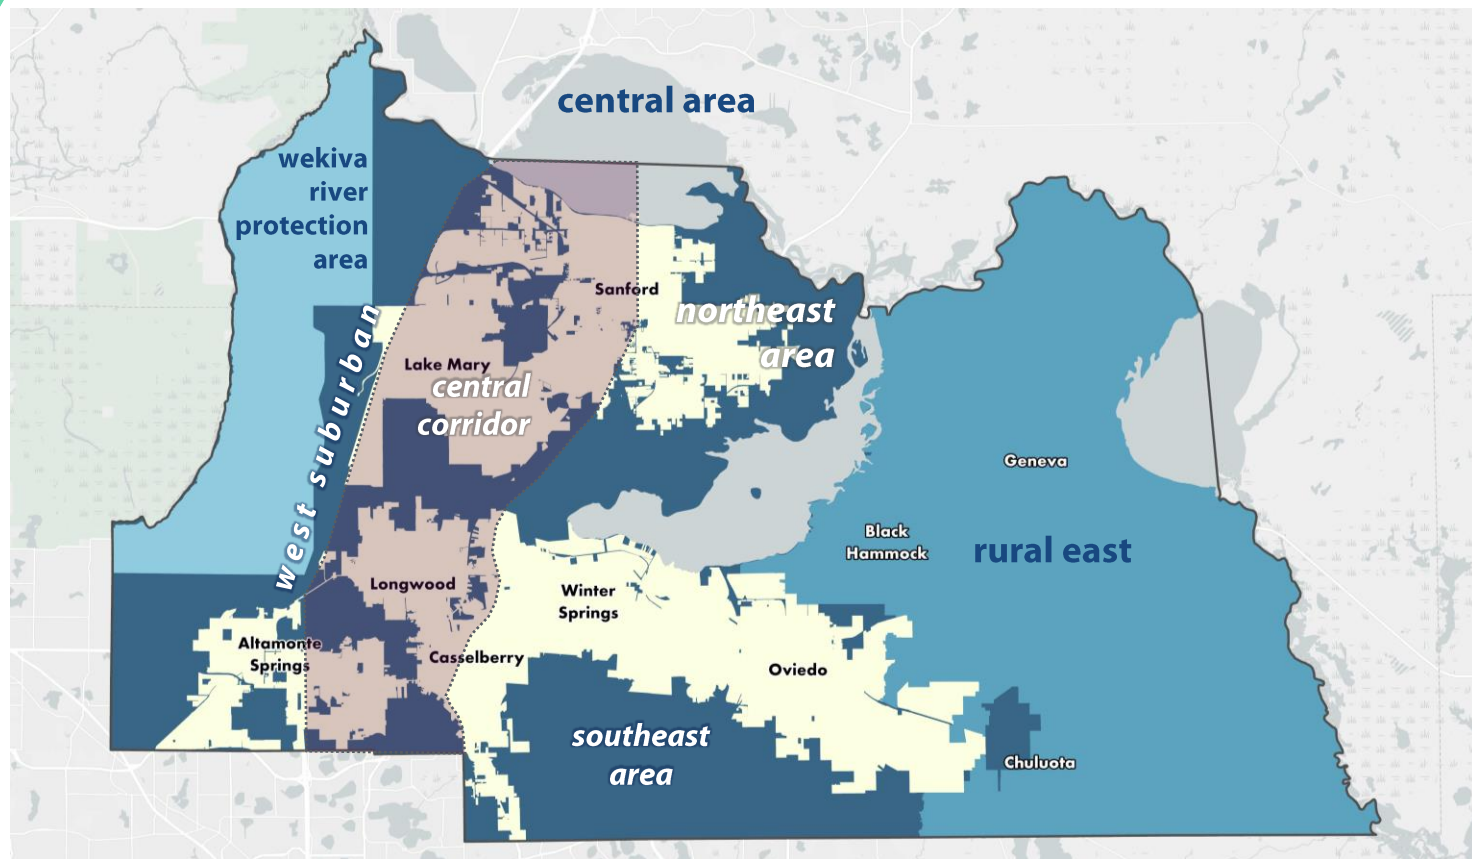 central area
wekiva
river
protection
area
Sanford
northeast
area
west suburban
Lake Mary
central
corridor
Geneva
Black
Hammock
rural east
Longwood
Winter
Springs
Altamonte
Springs
Casselberry
Oviedo
southeast
area
Chuluota